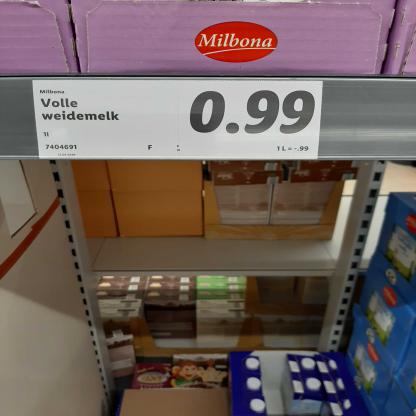 Milbona
Milbona
Volle
weidemelk
1l
7404691 F
0.99
1 L = -.99